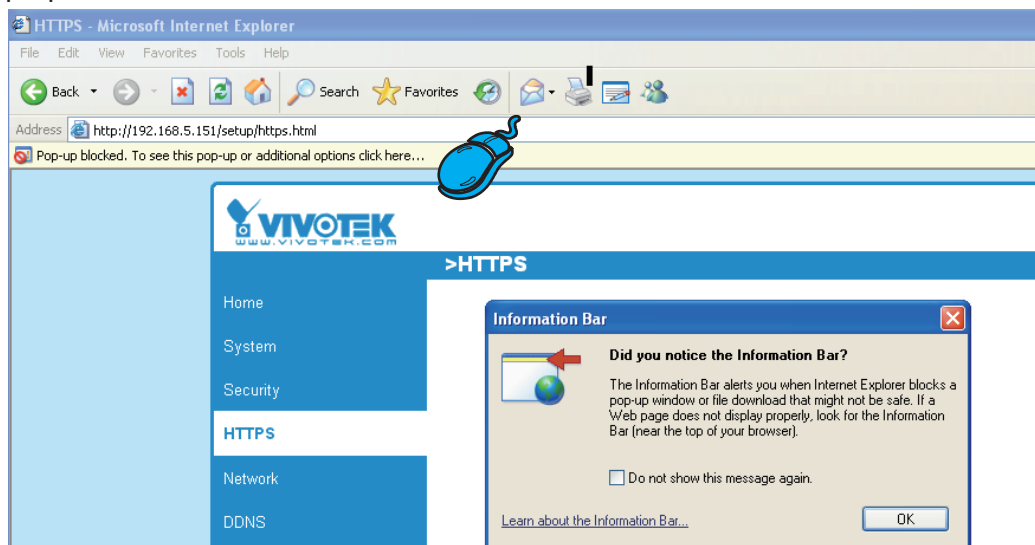 HTTPS - Microsoft Internet Explorer
File Edit View Favorites Tools Help
Back Search Favorites
Address http://192.168.5.151/setup/https.html
Pop-up blocked. To see this pop-up or additional options click here...
VIVOTEK
www.vivotek.com
>HTTPS
Home
System
Security
HTTPS
Network
DDNS
Information Bar
Did you notice the Information Bar?
The Information Bar alerts you when Internet Explorer blocks a
pop-up window or file download that might not be safe. If a
Web page does not display properly, look for the Information
Bar (near the top of your browser).
Do not show this message again.
Learn about the Information Bar...
OK